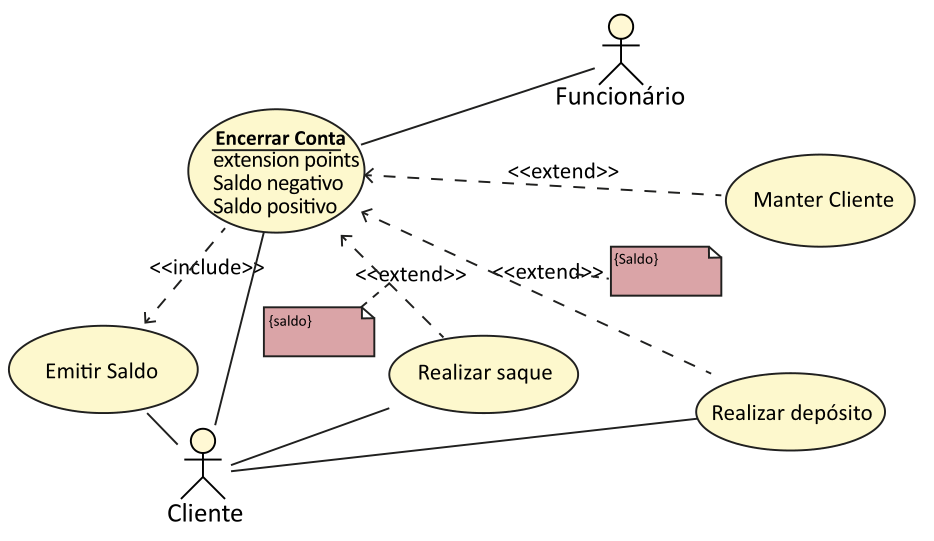 Funcionário
Encerrar Conta
extension points
Saldo negativo
Saldo positivo
<<extend>>
Manter Cliente
<<include>>
<<extend>>
<<extend>>
{Saldo}
{saldo}
Emitir Saldo
Realizar saque
Realizar depósito
Cliente